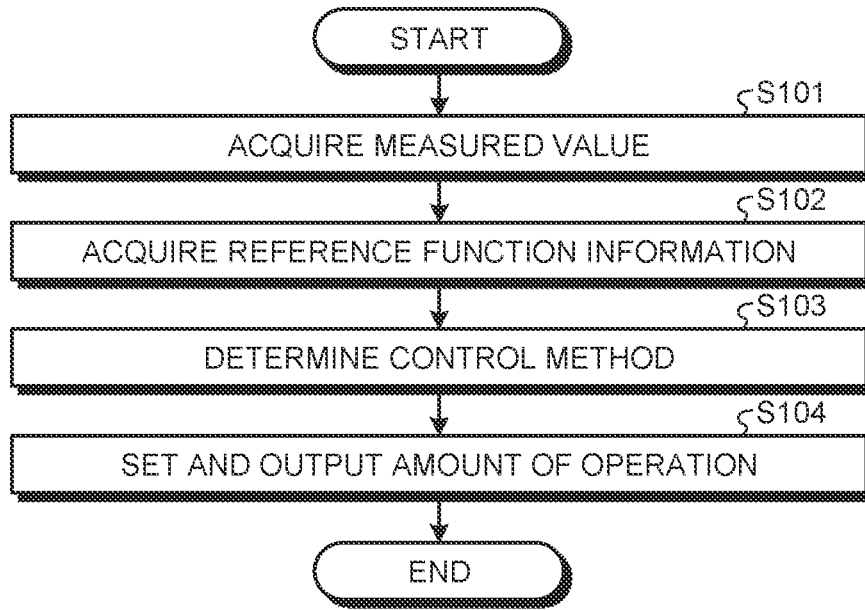 START
S101
ACQUIRE MEASURED VALUE
S102
ACQUIRE REFERENCE FUNCTION INFORMATION
S103
DETERMINE CONTROL METHOD
S104
SET AND OUTPUT AMOUNT OF OPERATION
END